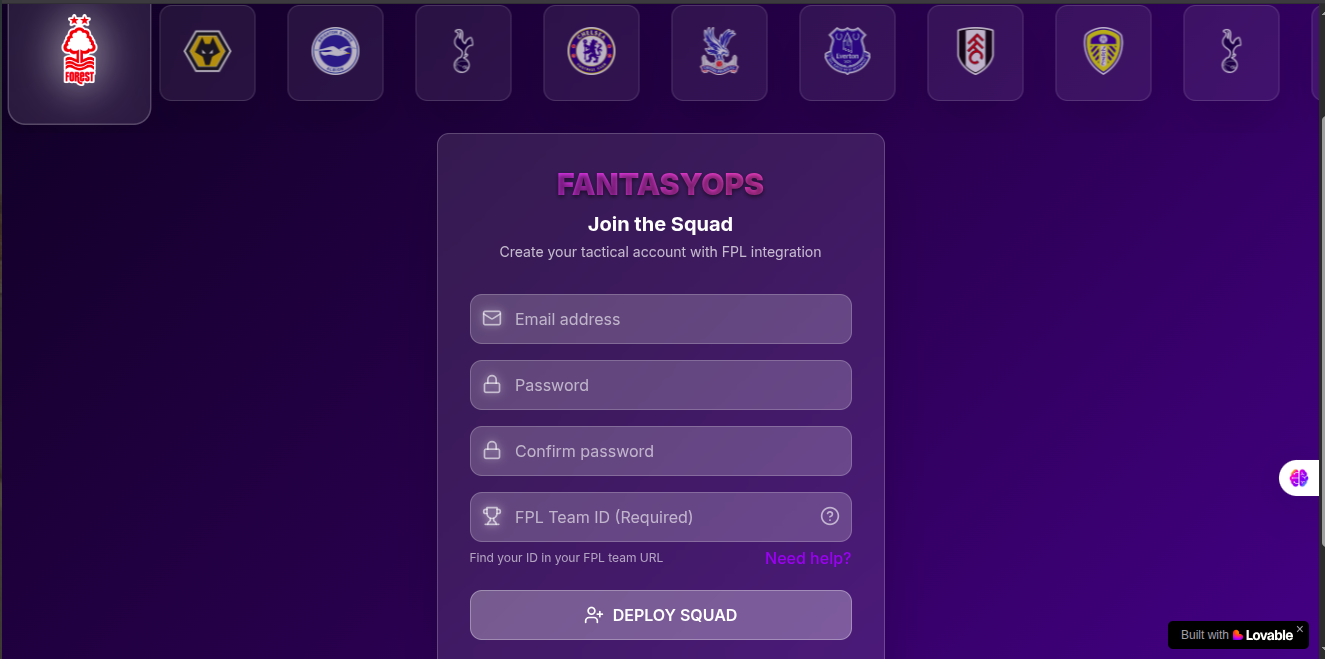 FOREST
CHELSEA
Everton
FANTASYOPS
Join the Squad
Create your tactical account with FPL integration
Email address
Password
Confirm password
FPL Team ID (Required)
Find your ID in your FPL team URL
Need help?
DEPLOY SQUAD
Built with Lovable